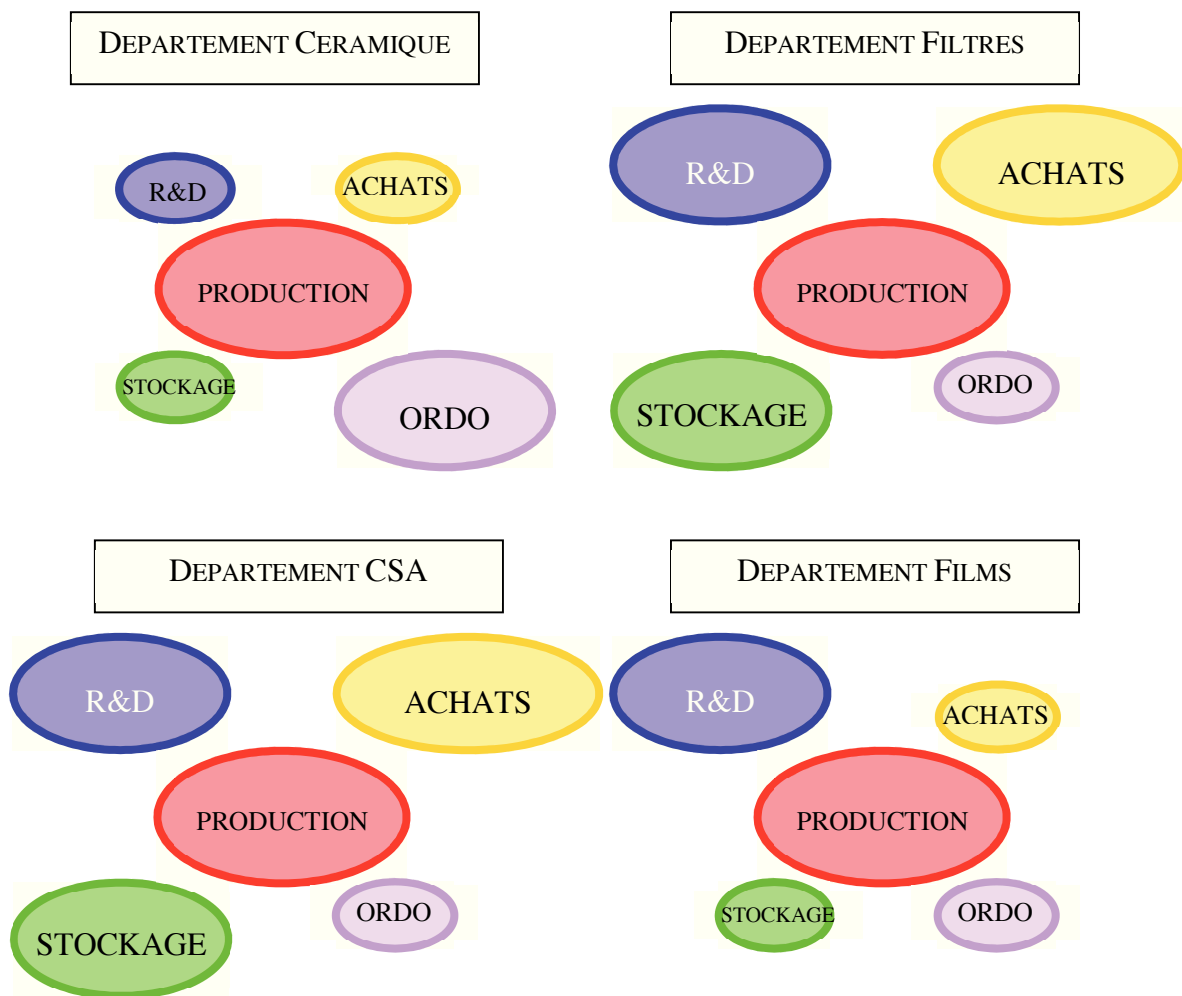 DEPARTEMENT CERAMIQUE
DEPARTEMENT FILTRES
R&D
ACHATS
PRODUCTION
STOCKAGE
ORDO
R&D
ACHATS
PRODUCTION
STOCKAGE
ORDO
DEPARTEMENT CSA
DEPARTEMENT FILMS
R&D
ACHATS
PRODUCTION
STOCKAGE
ORDO
R&D
ACHATS
PRODUCTION
STOCKAGE
ORDO